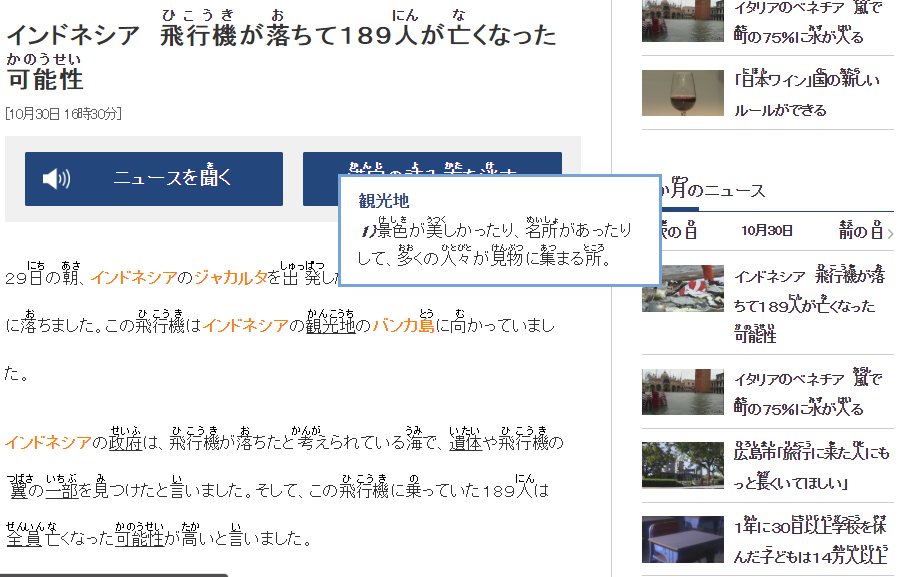 インドネシア 飛行機が落ちて189人が亡くなった
可能性
[10月30日 16時30分]
ニュースを聞く
観光地
1)景色が美しかったり、名所があったり
して、多くの人々が見物に集まる所。
29日の朝、インドネシアのジャカルタを出発した
に落ちました。この飛行機はインドネシアの観光地のバンカ島に向かっていまし
た。
インドネシアの政府は、飛行機が落ちたと考えられている海で、遺体や飛行機の
翼の一部を見つけたと言いました。そして、この飛行機に乗っていた189人は
全員亡くなった可能性が高いと言いました。
イタリアのベネチア 嵐で
町の75%に水が入る
「日本ワイン」国の新しい
ルールができる
か月のニュース
の日 10月30日 前の日
インドネシア 飛行機が落
ちて189人が亡くなった
可能性
イタリアのベネチア 嵐で
町の75%に水が入る
広島市「旅行に来た人にも
っと長くいてほしい」
1年に30日以上学校を休
んだ子どもは14万人以上